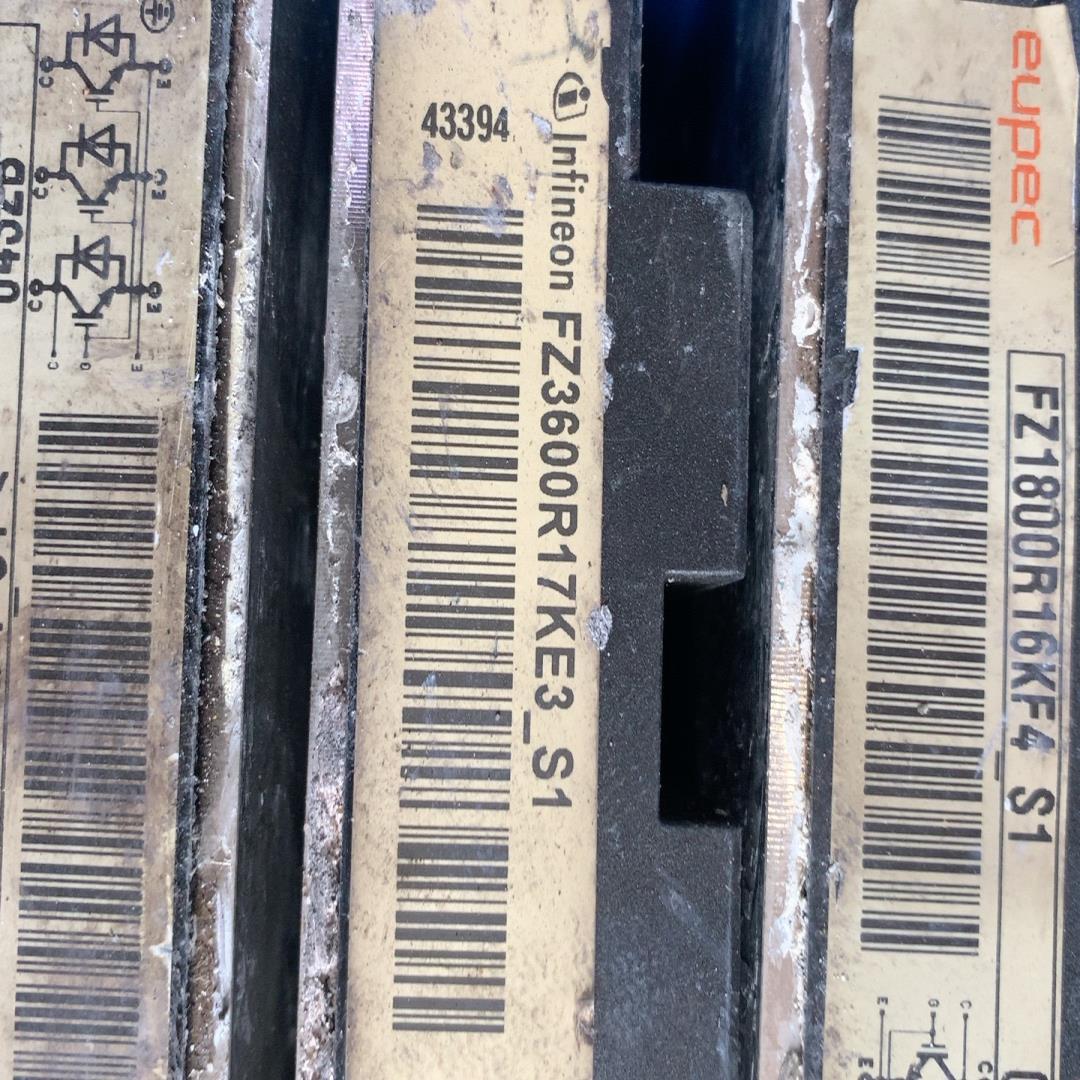 C E
C E
C E
C G E
43394
Infineon FZ3600R17KE3_S1
eupec
FZ1800R16KF4_S1
E G C